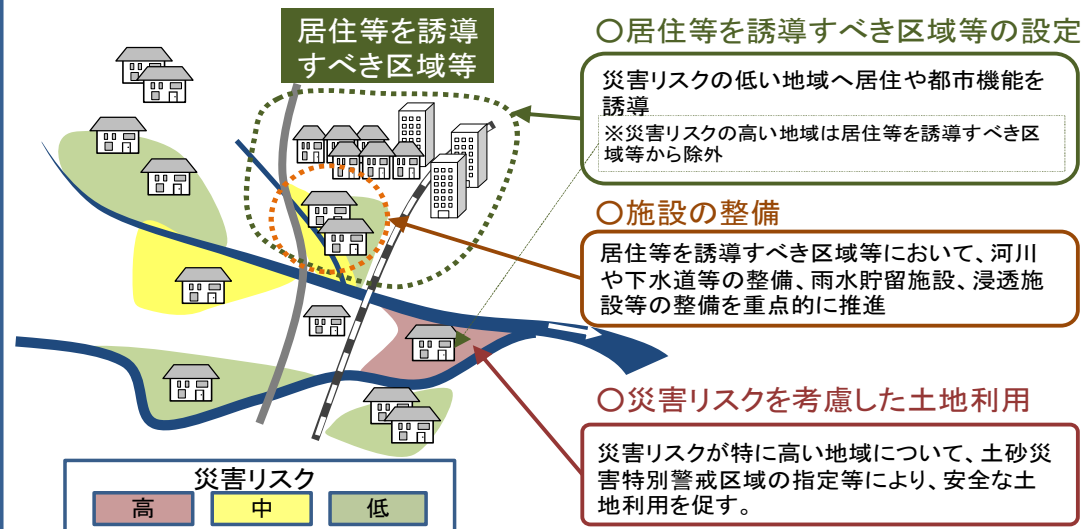 居住等を誘導
すべき区域等
〇居住等を誘導すべき区域等の設定
災害リスクの低い地域へ居住や都市機能を
誘導
※災害リスクの高い地域は居住等を誘導すべき区
域等から除外
〇施設の整備
居住等を誘導すべき区域等において、河川
や下水道等の整備、雨水貯留施設、浸透施
設等の整備を重点的に推進
〇災害リスクを考慮した土地利用
災害リスクが特に高い地域について、土砂災
害特別警戒区域の指定等により、安全な土
地利用を促す。
災害リスク
高 中 低